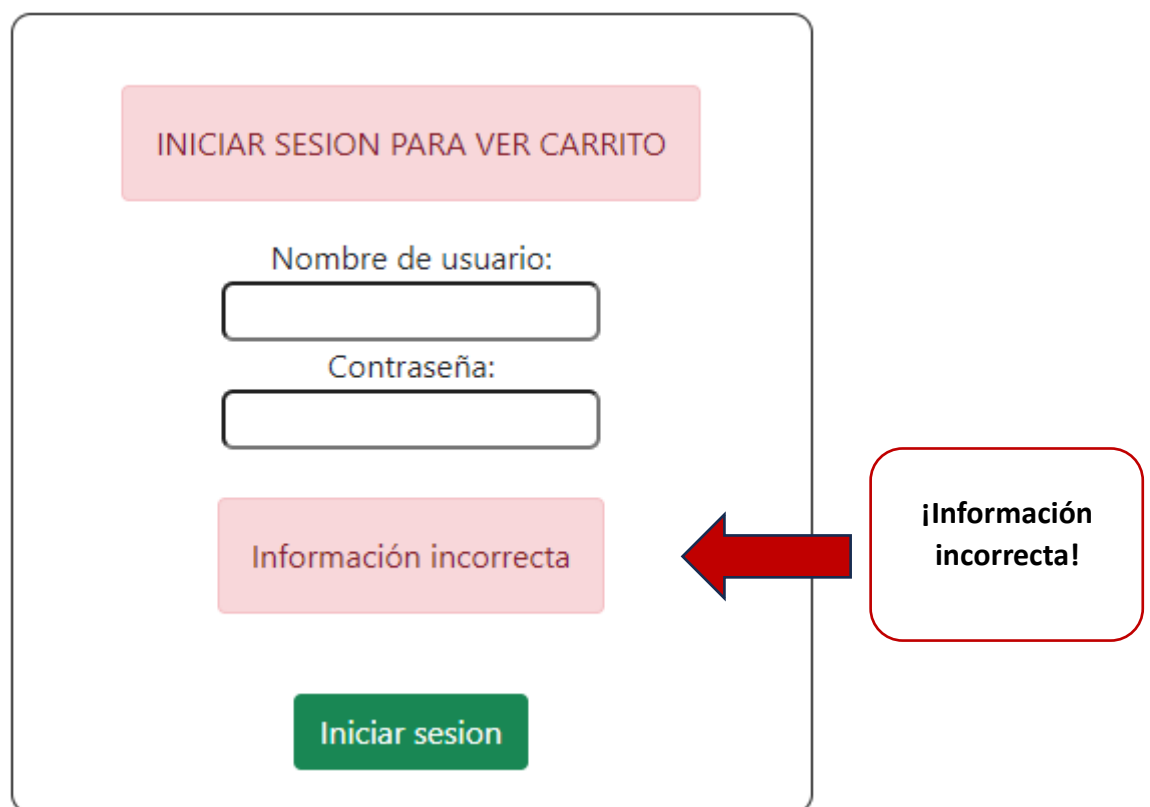 INICIAR SESION PARA VER CARRITO
Nombre de usuario:
Contraseña:
Información incorrecta
¡Información
incorrecta!
Iniciar sesion